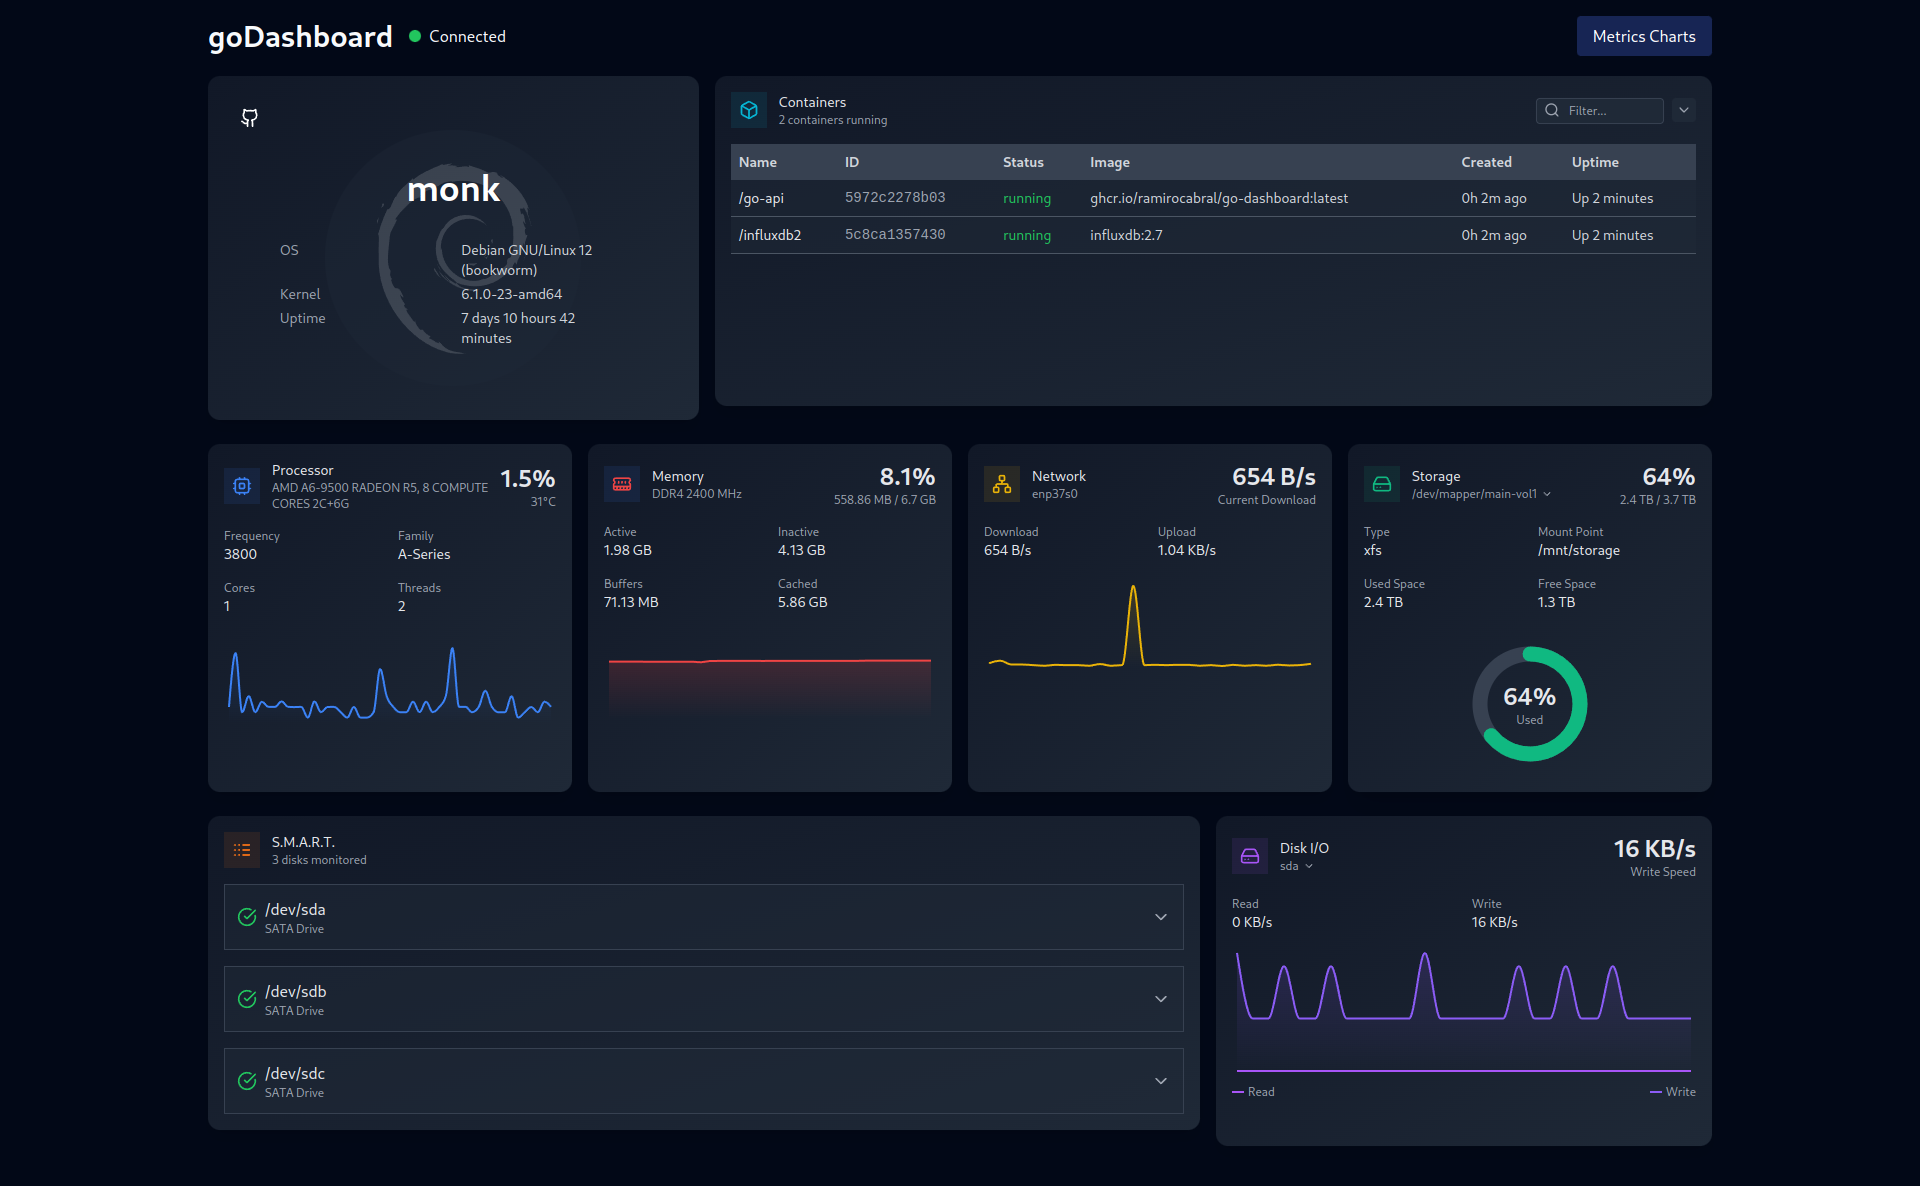 goDashboard
Connected
Metrics Charts
monk
OS
Debian GNU/Linux 12
(bookworm)
Kernel
6.1.0-23-amd64
Uptime
7 days 10 hours 42
minutes
Containers
2 containers running
Filter...
Name ID Status Image Created Uptime
/go-api 5972c2278b03 running ghcr.io/ramirocabral/go-dashboard:latest 0h 2m ago Up 2 minutes
/influxdb2 5c8ca1357430 running influxdb:2.7 0h 2m ago Up 2 minutes
Processor
AMD A6-9500 RADEON R5, 8 COMPUTE
CORES 2C+6G
1.5%
31°C
Frequency Family
3800 A-Series
Cores Threads
1 2
Memory
DDR4 2400 MHz
8.1%
558.86 MB / 6.7 GB
Active Inactive
1.98 GB 4.13 GB
Buffers Cached
71.13 MB 5.86 GB
Network
enp37s0
654 B/s
Current Download
Download Upload
654 B/s 1.04 KB/s
Storage
/dev/mapper/main-vol1
64%
2.4 TB / 3.7 TB
Type Mount Point
xfs /mnt/storage
Used Space Free Space
2.4 TB 1.3 TB
64%
Used
S.M.A.R.T.
3 disks monitored
/dev/sda
SATA Drive
/dev/sdb
SATA Drive
/dev/sdc
SATA Drive
Disk I/O
sda
16 KB/s
Write Speed
Read Write
0 KB/s 16 KB/s
Read Write